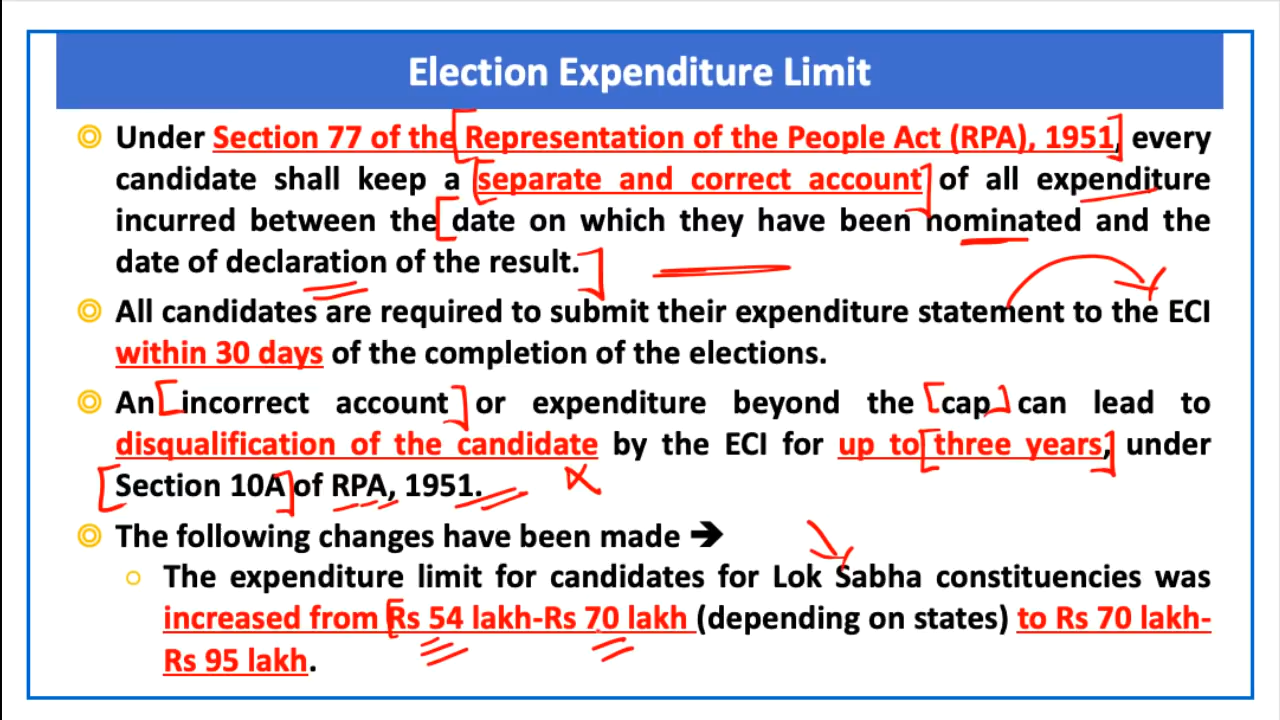 Election Expenditure Limit
Under Section 77 of the Representation of the People Act (RPA), 1951, every
candidate shall keep a separate and correct account of all expenditure
incurred between the date on which they have been nominated and the
date of declaration of the result.
All candidates are required to submit their expenditure statement to the ECI
within 30 days of the completion of the elections.
An incorrect account or expenditure beyond the cap can lead to
disqualification of the candidate by the ECI for up to three years, under
Section 10A of RPA, 1951.
The following changes have been made ➔
The expenditure limit for candidates for Lok Sabha constituencies was
increased from Rs 54 lakh-Rs 70 lakh (depending on states) to Rs 70 lakh-
Rs 95 lakh.